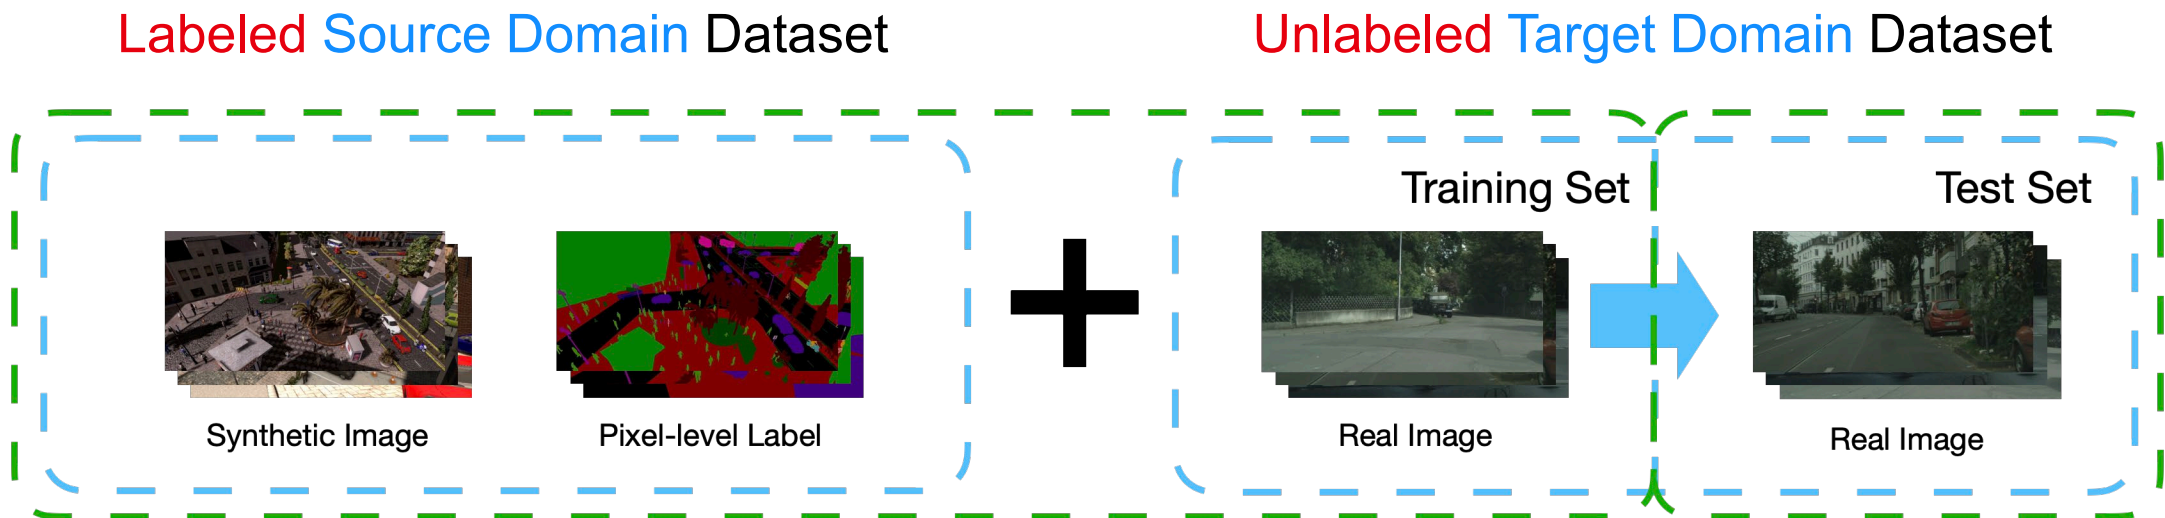 Labeled Source Domain Dataset
Unlabeled Target Domain Dataset
Training Set
Test Set
Synthetic Image
Pixel-level Label
Real Image
Real Image